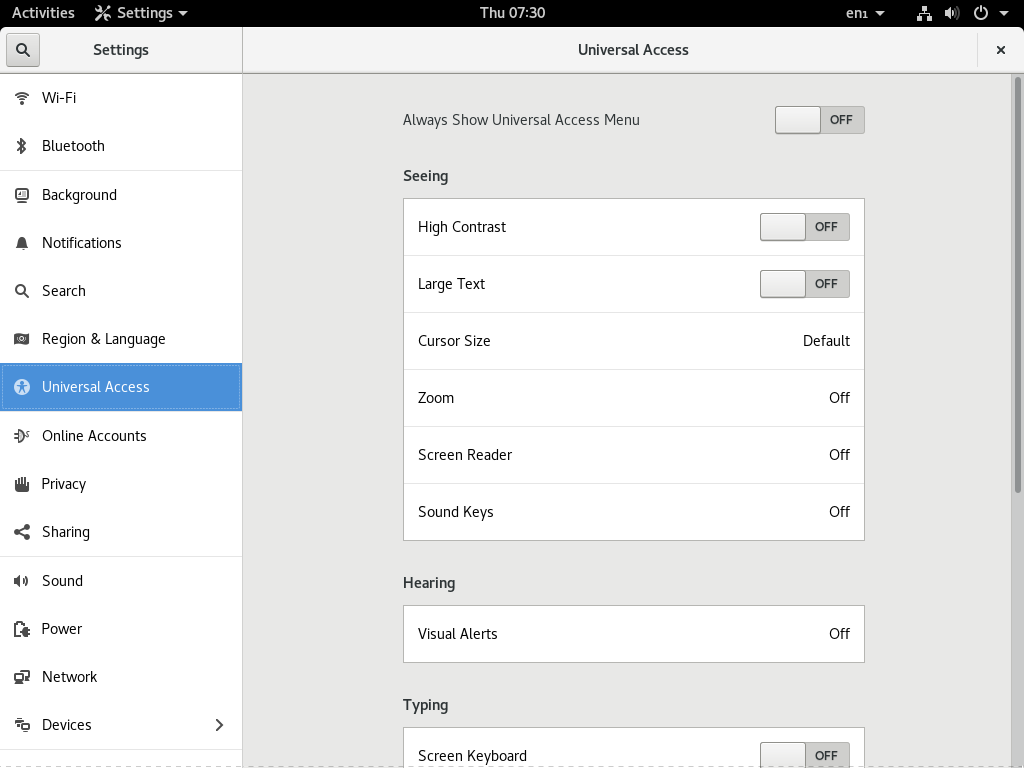 Activities Settings Thu 07:30 en₁
Settings Universal Access
Wi-Fi
Bluetooth
Background
Notifications
Search
Region & Language
Universal Access
Online Accounts
Privacy
Sharing
Sound
Power
Network
Devices
Always Show Universal Access Menu OFF
Seeing
High Contrast OFF
Large Text OFF
Cursor Size Default
Zoom Off
Screen Reader Off
Sound Keys Off
Hearing
Visual Alerts Off
Typing
Screen Keyboard OFF